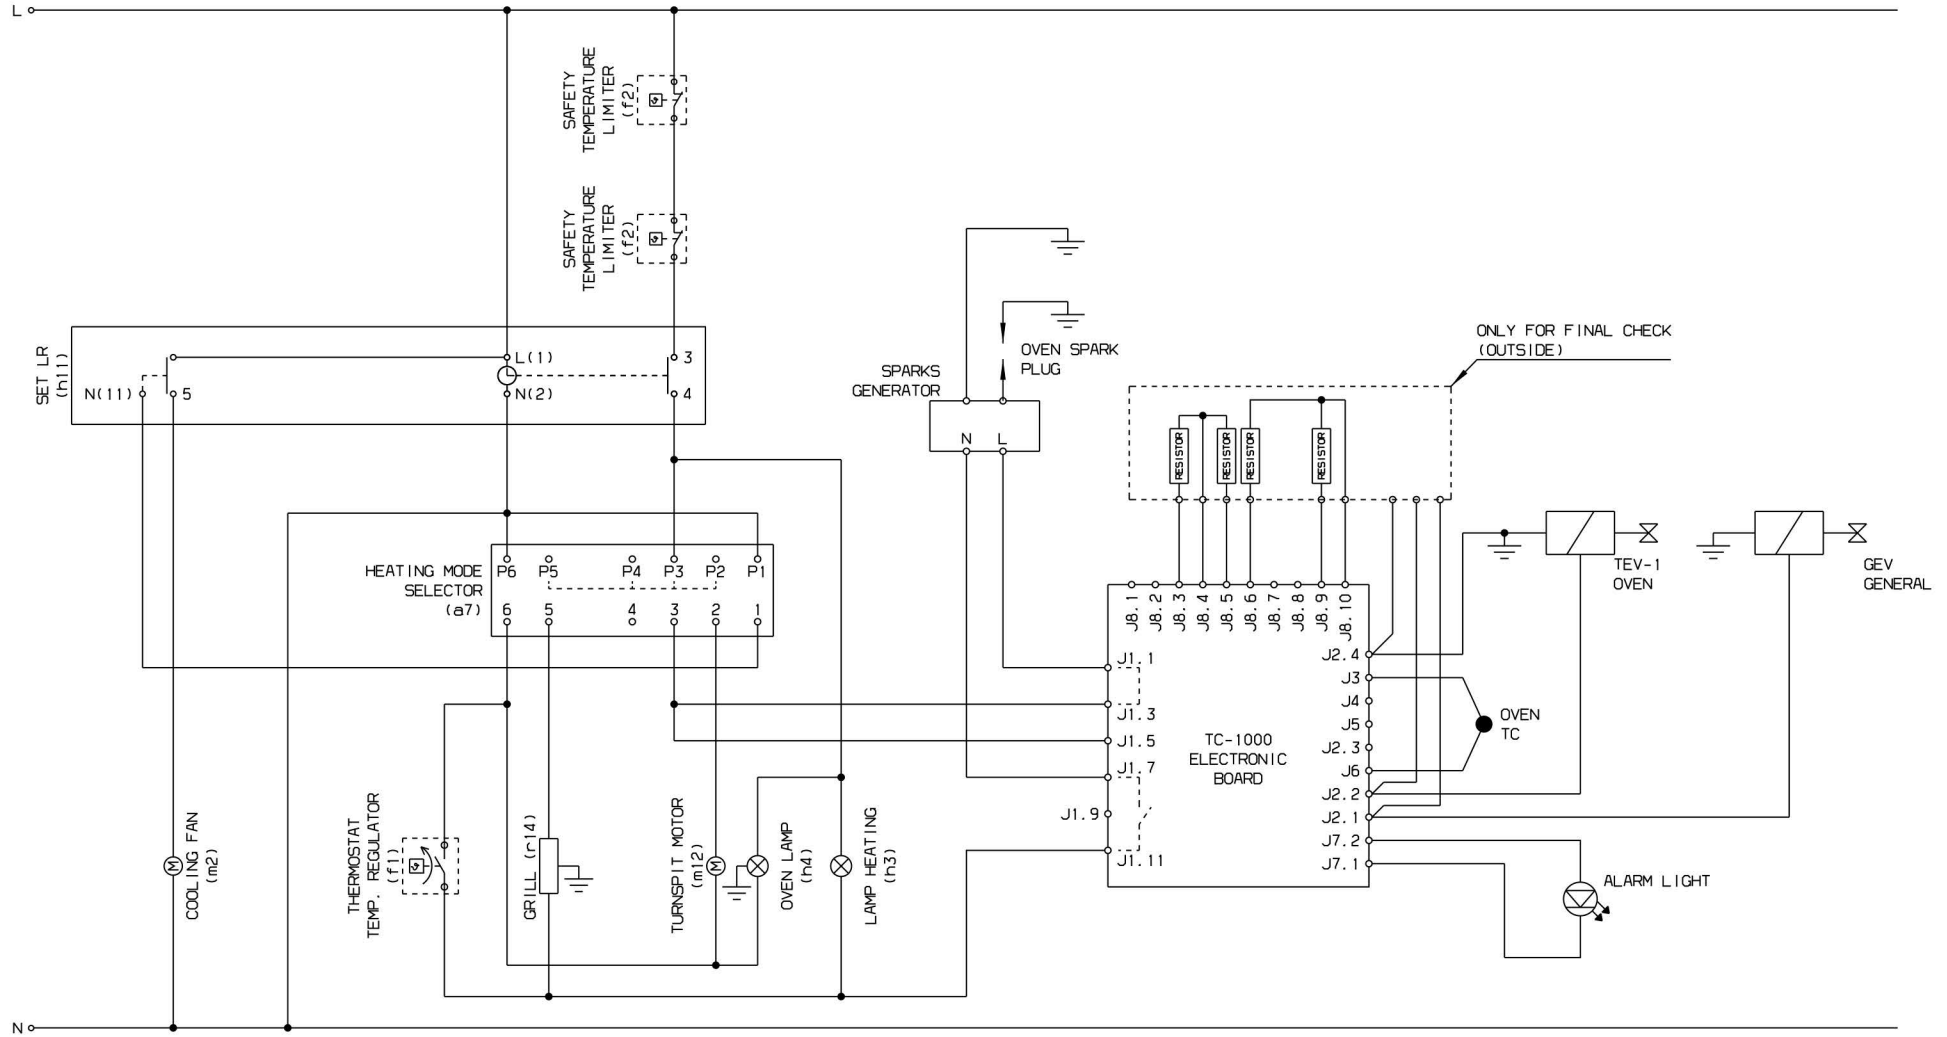 L
SAFETY
TEMPERATURE
LIMITER
(f2)
SAFETY
TEMPERATURE
LIMITER
(f2)
SET LR
(h11)
N(11)
5
L(1)
N(2)
3
4
SPARKS
GENERATOR
N L
OVEN SPARK
PLUG
ONLY FOR FINAL CHECK
(OUTSIDE)
RESISTOR
RESISTOR
RESISTOR
RESISTOR
HEATING MODE
SELECTOR
(a7)
P6 P5 P4 P3 P2 P1
6 5 4 3 2 1
TEV-1
OVEN
GEV
GENERAL
J8.1
J8.2
J8.3
J8.4
J8.5
J8.6
J8.7
J8.8
J8.9
J8.10
J1.1
J1.3
J1.5
J1.7
J1.9
J1.11
TC-1000
ELECTRONIC
BOARD
J2.4
J3
J4
J5
J2.3
J6
J2.2
J2.1
J7.2
J7.1
OVEN
TC
ALARM LIGHT
M
COOLING FAN
(m2)
THERMOSTAT
TEMP. REGULATOR
(f1)
GRILL (r14)
TURNSPIT MOTOR
(m12)
M
OVEN LAMP
(h4)
LAMP HEATING
(h3)
N